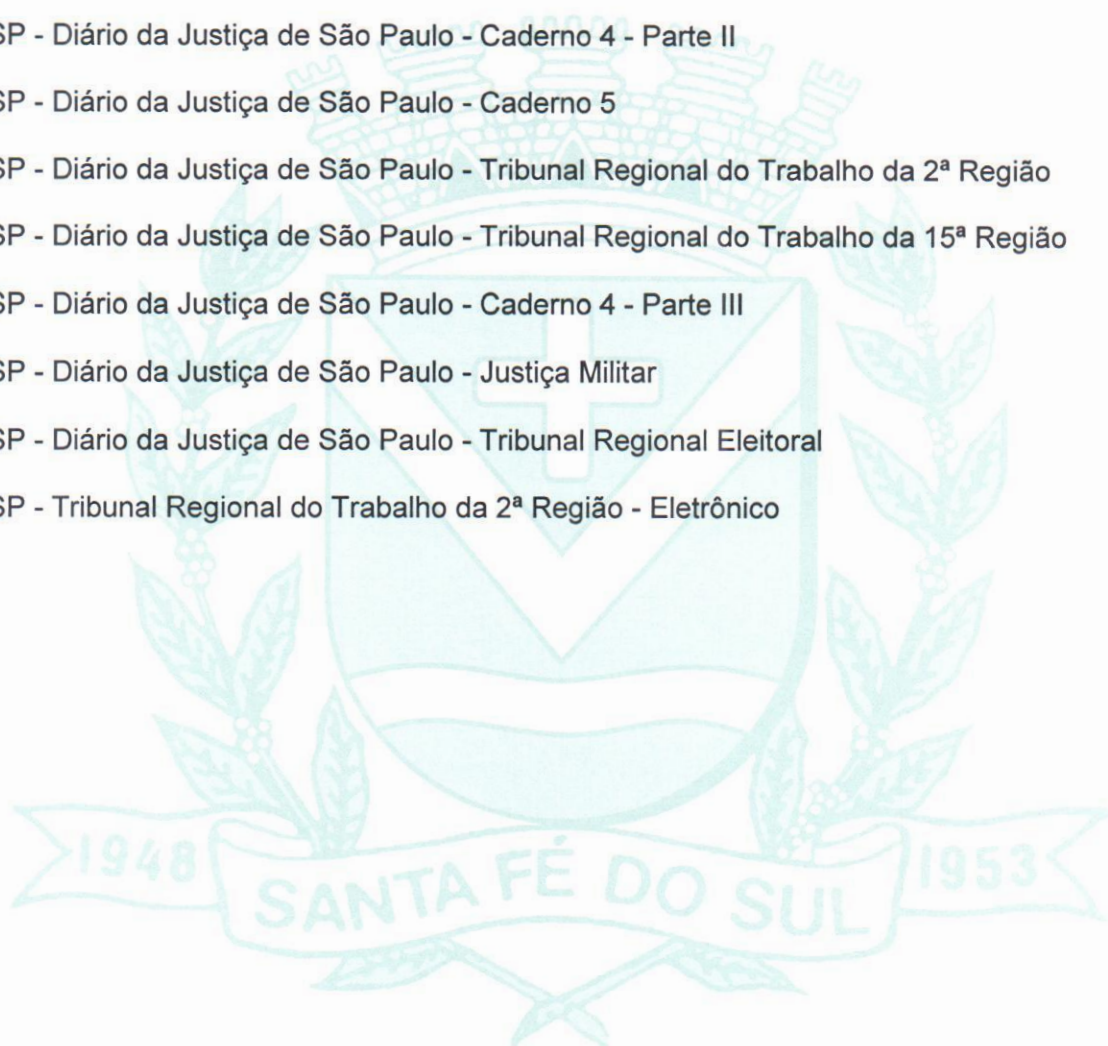 SP - Diário da Justiça de São Paulo - Caderno 4 - Parte II
SP - Diário da Justiça de São Paulo - Caderno 5
SP - Diário da Justiça de São Paulo - Tribunal Regional do Trabalho da 2ª Região
SP - Diário da Justiça de São Paulo - Tribunal Regional do Trabalho da 15ª Região
SP - Diário da Justiça de São Paulo - Caderno 4 - Parte III
SP - Diário da Justiça de São Paulo - Justiça Militar
SP - Diário da Justiça de São Paulo - Tribunal Regional Eleitoral
SP - Tribunal Regional do Trabalho da 2ª Região - Eletrônico
1948 SANTA FÉ DO SUL 1953